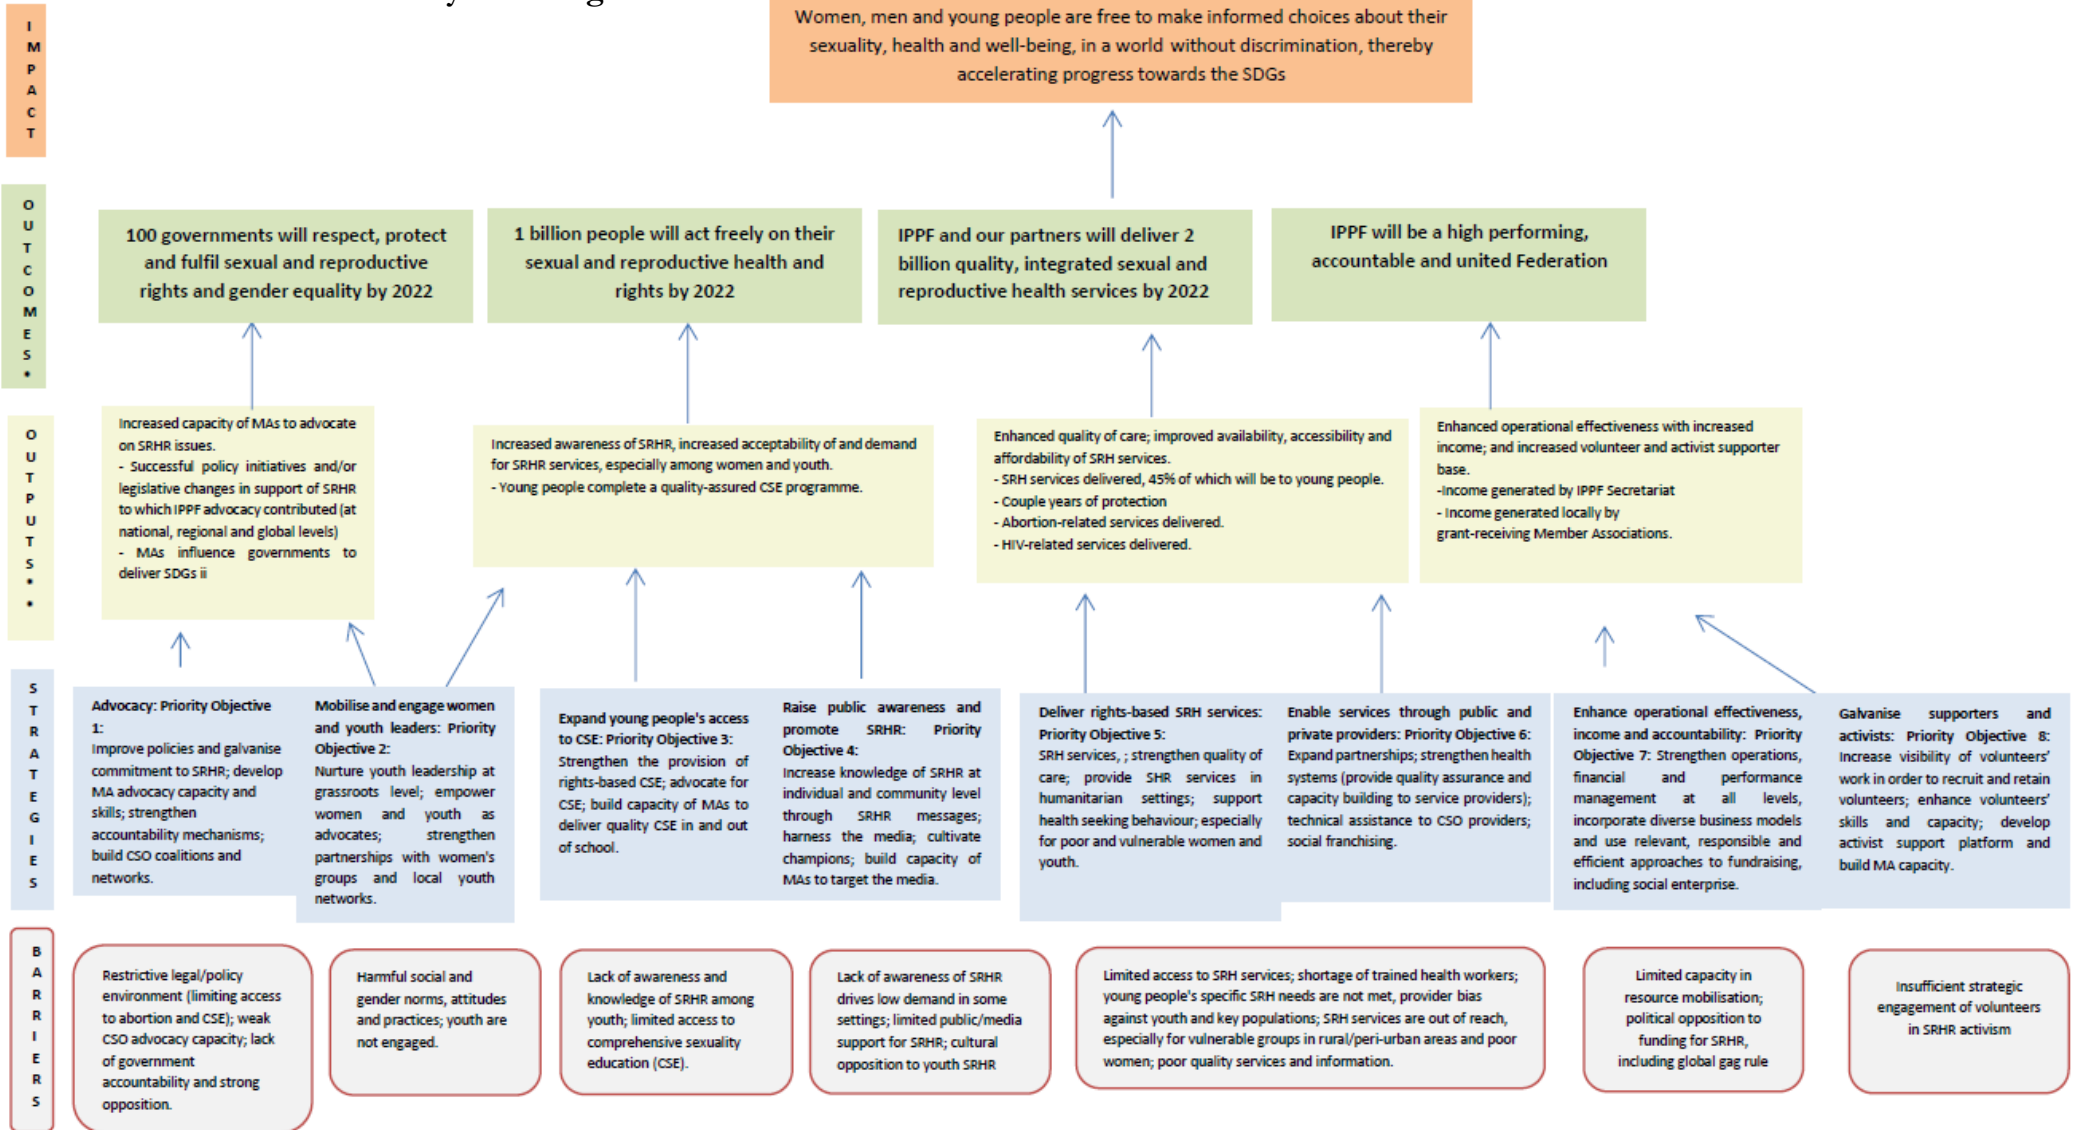 IMPACT
Women, men and young people are free to make informed choices about their
sexuality, health and well-being, in a world without discrimination, thereby
accelerating progress towards the SDGs
OUTCOMES*
100 governments will respect, protect
and fulfil sexual and reproductive
rights and gender equality by 2022
1 billion people will act freely on their
sexual and reproductive health and
rights by 2022
IPPF and our partners will deliver 2
billion quality, integrated sexual and
reproductive health services by 2022
IPPF will be a high performing,
accountable and united Federation
OUTPUTS**
Increased capacity of MAs to advocate
on SRHR issues.
- Successful policy initiatives and/or
legislative changes in support of SRHR
to which IPPF advocacy contributed (at
national, regional and global levels)
- MAs influence governments to
deliver SDGs ii
Increased awareness of SRHR, increased acceptability of and demand
for SRHR services, especially among women and youth.
- Young people complete a quality-assured CSE programme.
Enhanced quality of care; improved availability, accessibility and
affordability of SRH services.
- SRH services delivered, 45% of which will be to young people.
- Couple years of protection
- Abortion-related services delivered.
- HIV-related services delivered.
Enhanced operational effectiveness with increased
income; and increased volunteer and activist supporter
base.
-Income generated by IPPF Secretariat
- Income generated locally by
grant-receiving Member Associations.
STRATEGIES
Advocacy: Priority Objective
1:
Improve policies and galvanise
commitment to SRHR; develop
MA advocacy capacity and
skills; strengthen
accountability mechanisms;
build CSO coalitions and
networks.
Mobilise and engage women
and youth leaders: Priority
Objective 2:
Nurture youth leadership at
grassroots level; empower
women and youth as
advocates; strengthen
partnerships with women's
groups and local youth
networks.
Expand young people's access
to CSE: Priority Objective 3:
Strengthen the provision of
rights-based CSE; advocate for
CSE; build capacity of MAs to
deliver quality CSE in and out
of school.
Raise public awareness and
promote SRHR: Priority
Objective 4:
Increase knowledge of SRHR at
individual and community level
through SRHR messages;
harness the media; cultivate
champions; build capacity of
MAs to target the media.
Deliver rights-based SRH services:
Priority Objective 5:
SRH services, ; strengthen quality of
care; provide SHR services in
humanitarian settings; support
health seeking behaviour; especially
for poor and vulnerable women and
youth.
Enable services through public and
private providers: Priority Objective 6:
Expand partnerships; strengthen health
systems (provide quality assurance and
capacity building to service providers);
technical assistance to CSO providers;
social franchising.
Enhance operational effectiveness,
income and accountability: Priority
Objective 7: Strengthen operations,
financial and performance
management at all levels,
incorporate diverse business models
and use relevant, responsible and
efficient approaches to fundraising,
including social enterprise.
Galvanise supporters and
activists: Priority Objective 8:
Increase visibility of volunteers'
work in order to recruit and retain
volunteers; enhance volunteers'
skills and capacity; develop
activist support platform and
build MA capacity.
BARRIERS
Restrictive legal/policy
environment (limiting access
to abortion and CSE); weak
CSO advocacy capacity; lack
of government
accountability and strong
opposition.
Harmful social and
gender norms, attitudes
and practices; youth are
not engaged.
Lack of awareness and
knowledge of SRHR among
youth; limited access to
comprehensive sexuality
education (CSE).
Lack of awareness of SRHR
drives low demand in some
settings; limited public/media
support for SRHR; cultural
opposition to youth SRHR
Limited access to SRH services; shortage of trained health workers;
young people's specific SRH needs are not met, provider bias
against youth and key populations; SRH services are out of reach,
especially for vulnerable groups in rural/peri-urban areas and poor
women; poor quality services and information.
Limited capacity in
resource mobilisation;
political opposition to
funding for SRHR,
including global gag rule
Insufficient strategic
engagement of volunteers
in SRHR activism